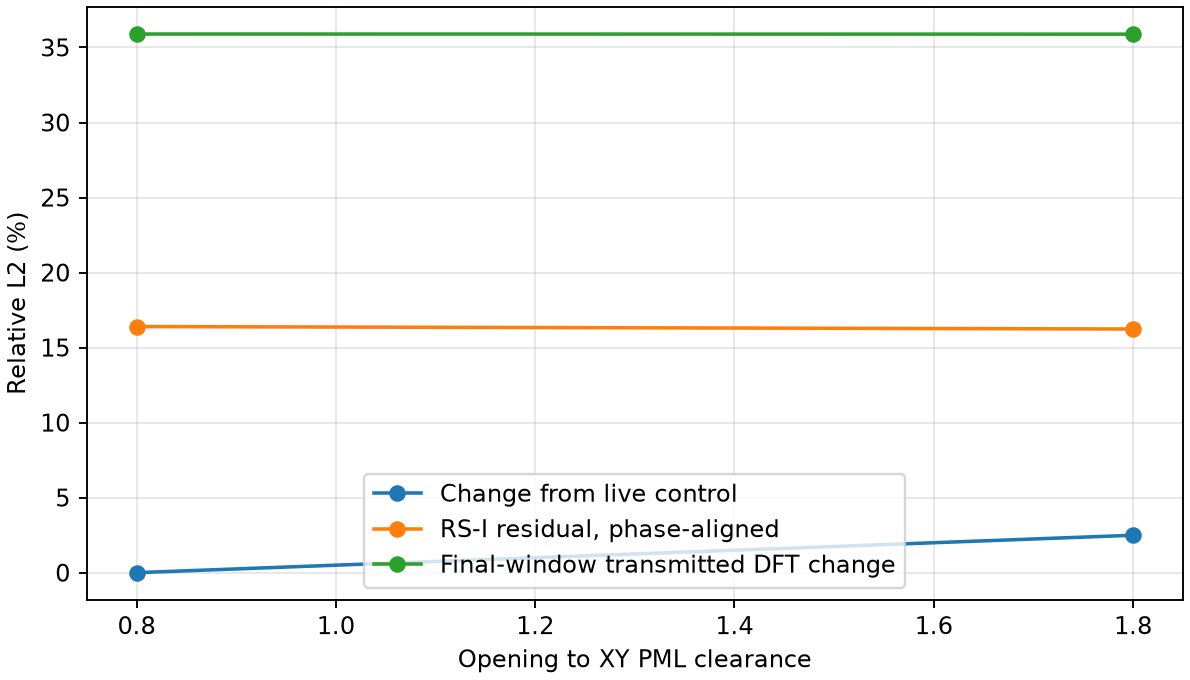 35
30
25
20
15
10
5
0
Relative L2 (%)
Change from live control
RS-I residual, phase-aligned
Final-window transmitted DFT change
0.8 1.0 1.2 1.4 1.6 1.8
Opening to XY PML clearance